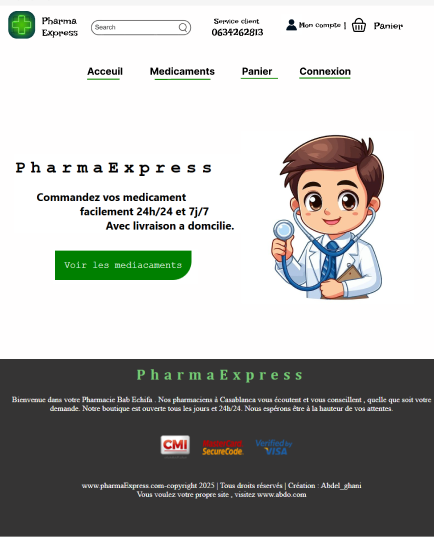 Pharma
Express
Search
Service client
0634262813
Mon compte |
Panier
Acceuil
Medicaments
Panier
Connexion
PharmaExpress
Commandez vos medicament
facilement 24h/24 et 7j/7
Avec livraison a domicile.
Voir les mediacaments
PharmaExpress
Bienvenue dans votre Pharmacie Bab Echifa . Nos pharmaciens à Casablanca vous écoutent et vous conseillent , quelle que soit votre
demande. Notre boutique est ouverte tous les jours et 24h/24. Nous espérons être à la hauteur de vos attentes.
CMI
MasterCard
SecureCode.
Verified by
VISA
www.pharmaExpress.com-copyright 2025 | Tous droits réservés | Création : Abdel_ghani
Vous voulez votre propre site , visitez www.abdo.com